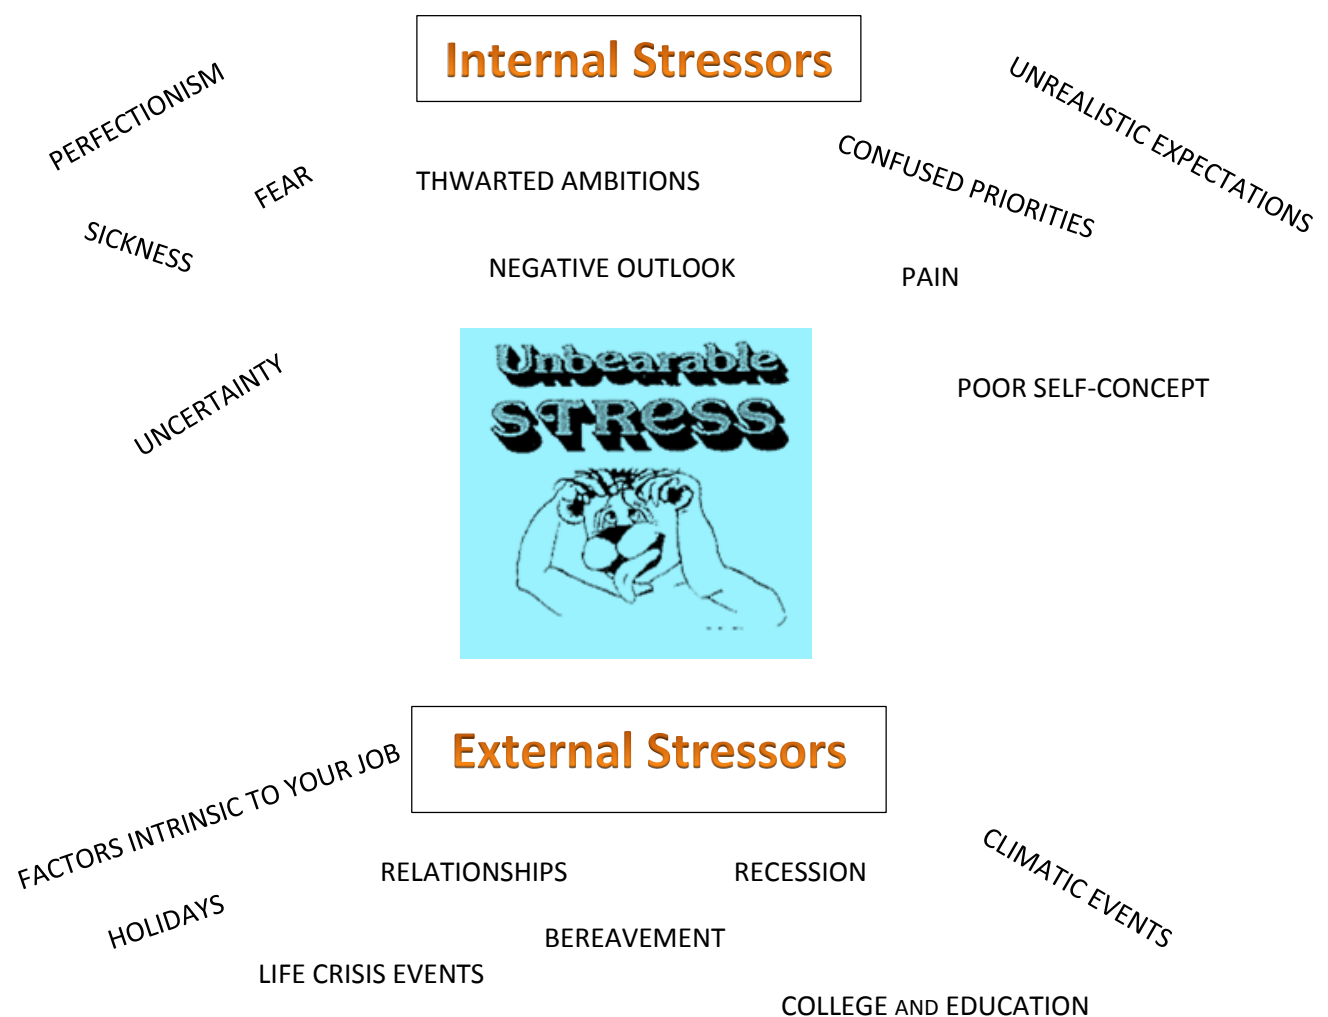 Internal Stressors
PERFECTIONISM
UNREALISTIC EXPECTATIONS
FEAR
THWARTED AMBITIONS
CONFUSED PRIORITIES
SICKNESS
NEGATIVE OUTLOOK
PAIN
Unbearable
STRESS
UNCERTAINTY
POOR SELF-CONCEPT
External Stressors
FACTORS INTRINSIC TO YOUR JOB
RELATIONSHIPS
RECESSION
CLIMATIC EVENTS
HOLIDAYS
BEREAVEMENT
LIFE CRISIS EVENTS
COLLEGE AND EDUCATION